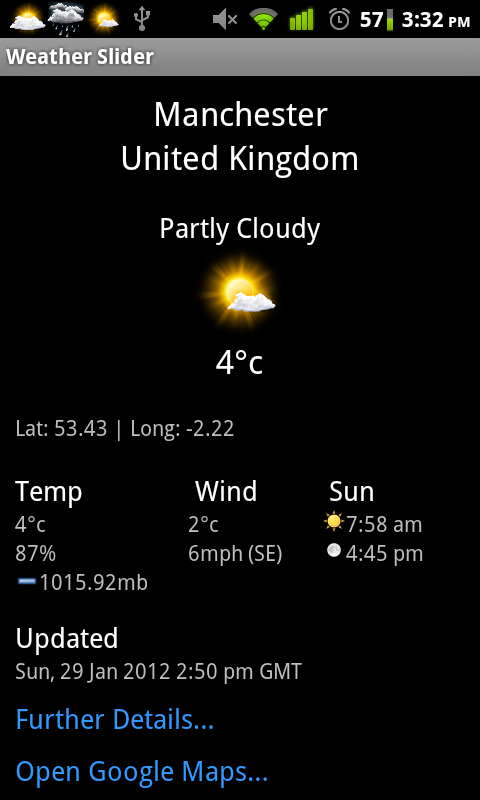 57 3:32 PM
Weather Slider
Manchester
United Kingdom
Partly Cloudy
4°c
Lat: 53.43 | Long: -2.22
Temp Wind Sun
4°c 2°c 7:58 am
87% 6mph (SE) 4:45 pm
1015.92mb
Updated
Sun, 29 Jan 2012 2:50 pm GMT
Further Details...
Open Google Maps...